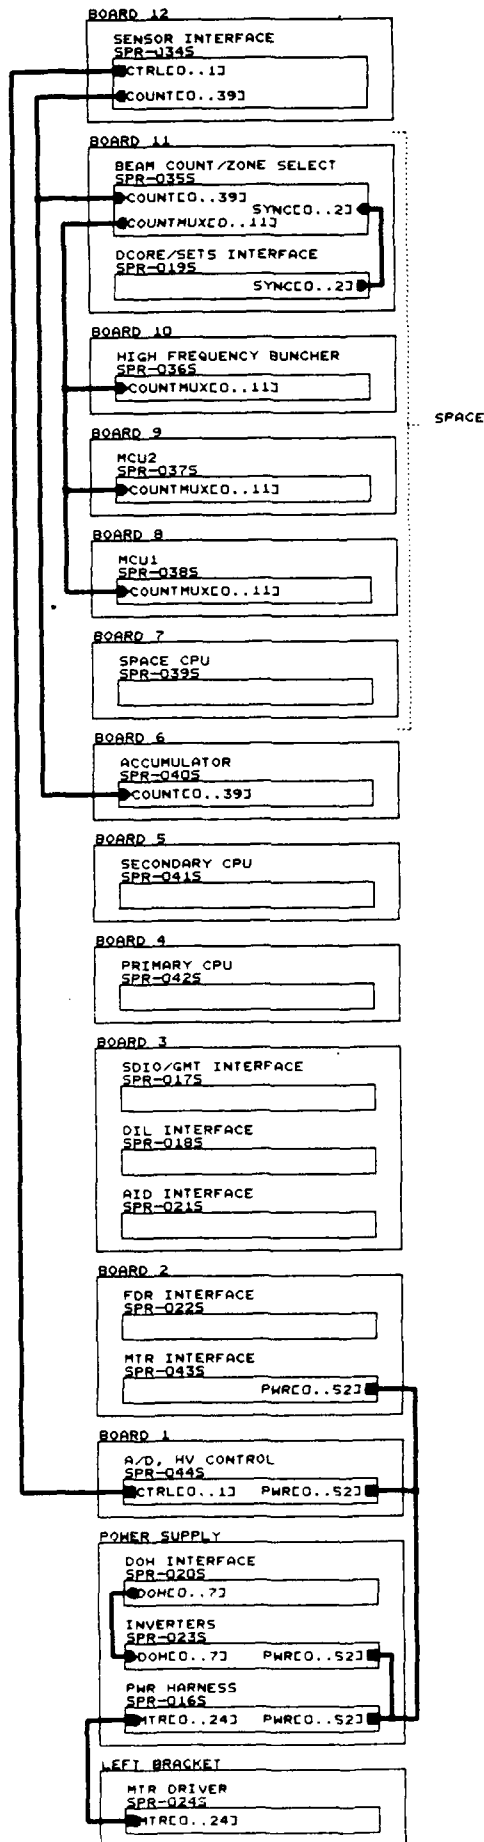 BOARD 12
SENSOR INTERFACE
SPR-034S
CTRL[0..1]
COUNT[0..39]
BOARD 11
BEAM COUNT/ZONE SELECT
SPR-035S
COUNT[0..39]
SYNC[0..2]
COUNTMUX[0..11]
DCORE/SETS INTERFACE
SPR-019S
SYNC[0..2]
BOARD 10
HIGH FREQUENCY BUNCHER
SPR-036S
COUNTMUX[0..11]
SPACE
BOARD 9
MCU2
SPR-037S
COUNTMUX[0..11]
BOARD 8
MCU1
SPR-038S
COUNTMUX[0..11]
BOARD 7
SPACE CPU
SPR-039S
BOARD 6
ACCUMULATOR
SPR-040S
COUNT[0..39]
BOARD 5
SECONDARY CPU
SPR-041S
BOARD 4
PRIMARY CPU
SPR-042S
BOARD 3
SDIO/GMT INTERFACE
SPR-017S
DIL INTERFACE
SPR-018S
AID INTERFACE
SPR-021S
BOARD 2
FDR INTERFACE
SPR-022S
MTR INTERFACE
SPR-043S
PWR[0..52]
BOARD 1
A/D, HV CONTROL
SPR-044S
CTRL[0..1] PWR[0..52]
POWER SUPPLY
DOH INTERFACE
SPR-020S
DOH[0..7]
INVERTERS
SPR-023S
DOH[0..7] PWR[0..52]
PWR HARNESS
SPR-016S
MTR[0..24] PWR[0..52]
LEFT BRACKET
MTR DRIVER
SPR-024S
MTR[0..24]